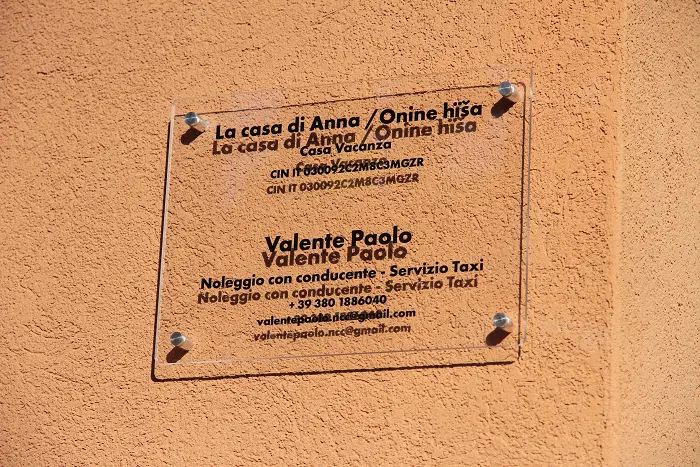 La casa di Anna /Onine hïša
Casa Vacanza
CIN IT 030092C2M8C3MGZR
Valente Paolo
Noleggio con conducente - Servizio Taxi
+39 380 1886040
valentepaolo.ncc@gmail.com